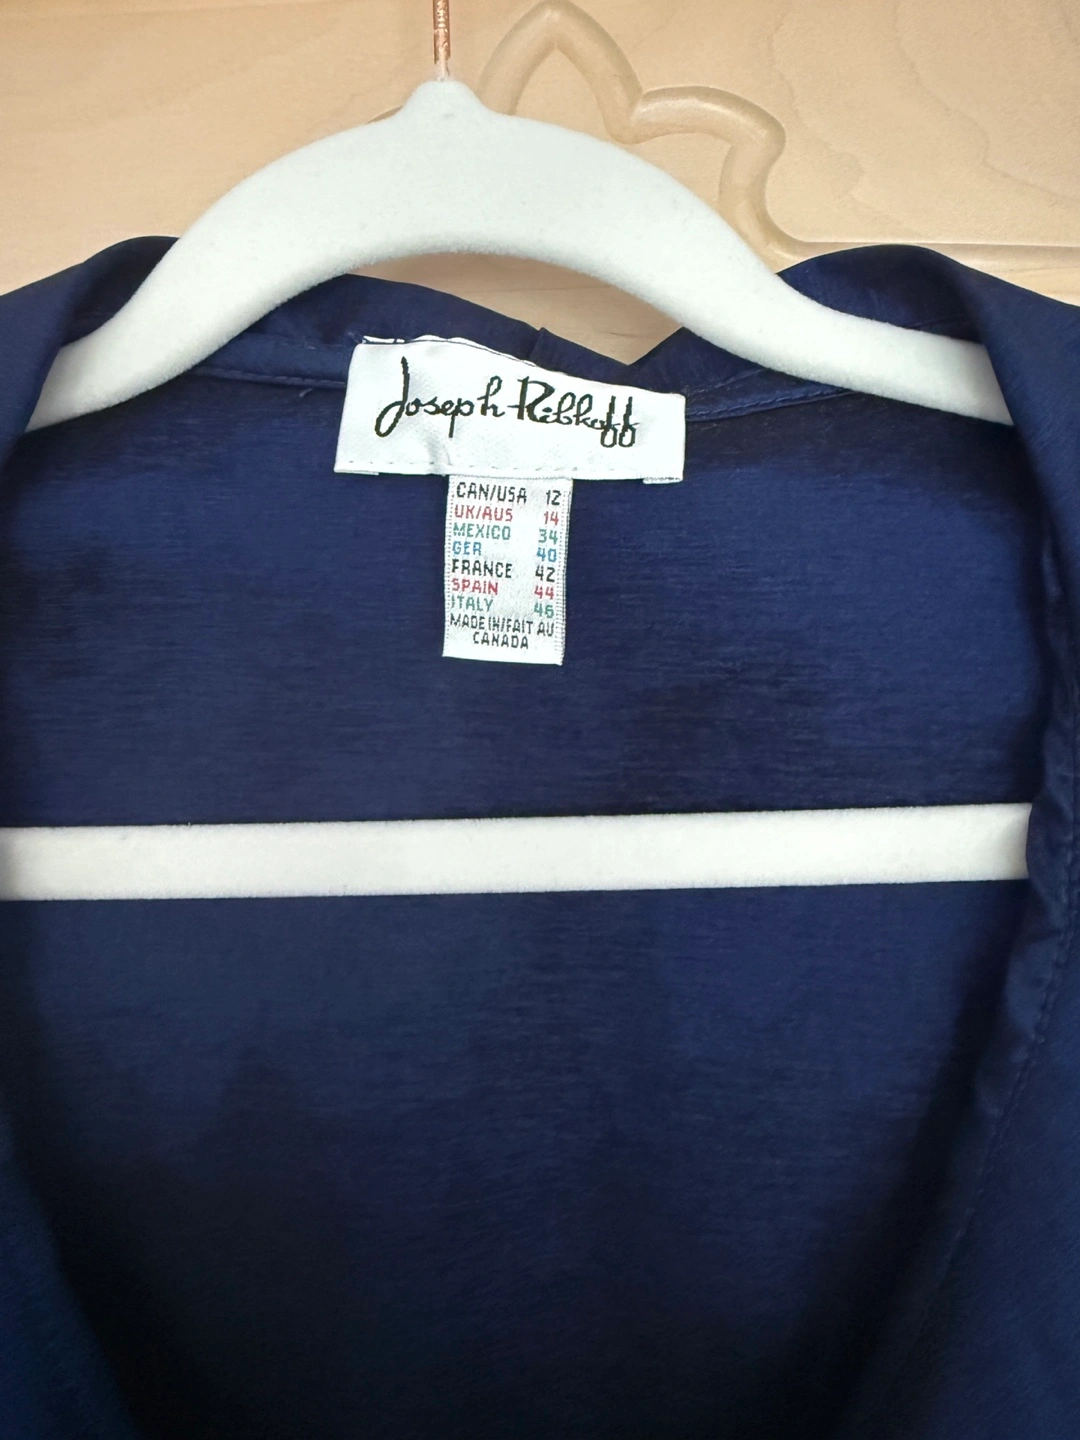 Joseph Ribkoff
CAN/USA 12
UK/AUS 14
MEXICO 34
GER 40
FRANCE 42
SPAIN 44
ITALY 46
MADE IN/FAIT AU
CANADA